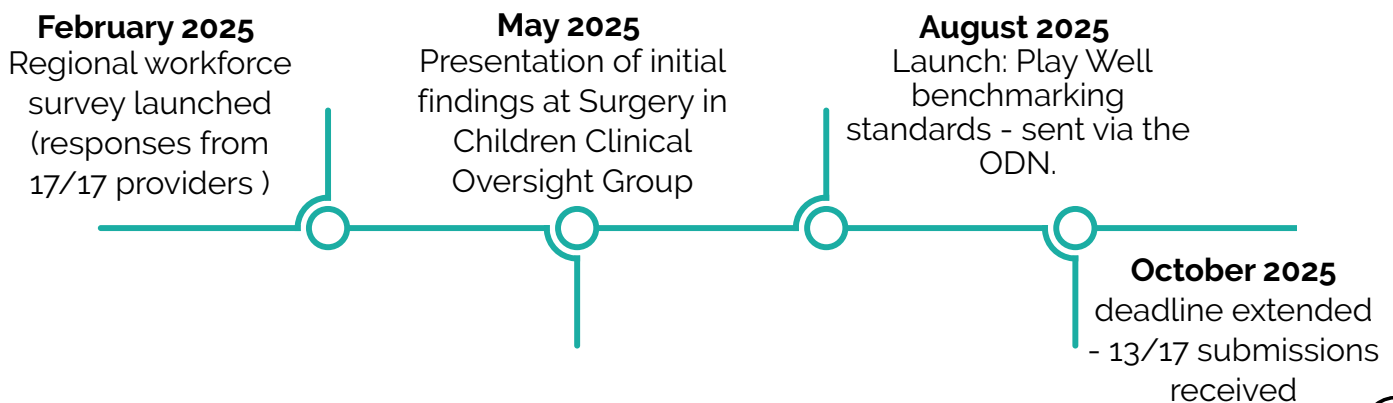 February 2025
Regional workforce
survey launched
(responses from
17/17 providers )
May 2025
Presentation of initial
findings at Surgery in
Children Clinical
Oversight Group
August 2025
Launch: Play Well
benchmarking
standards - sent via the
ODN.
October 2025
deadline extended
- 13/17 submissions
received